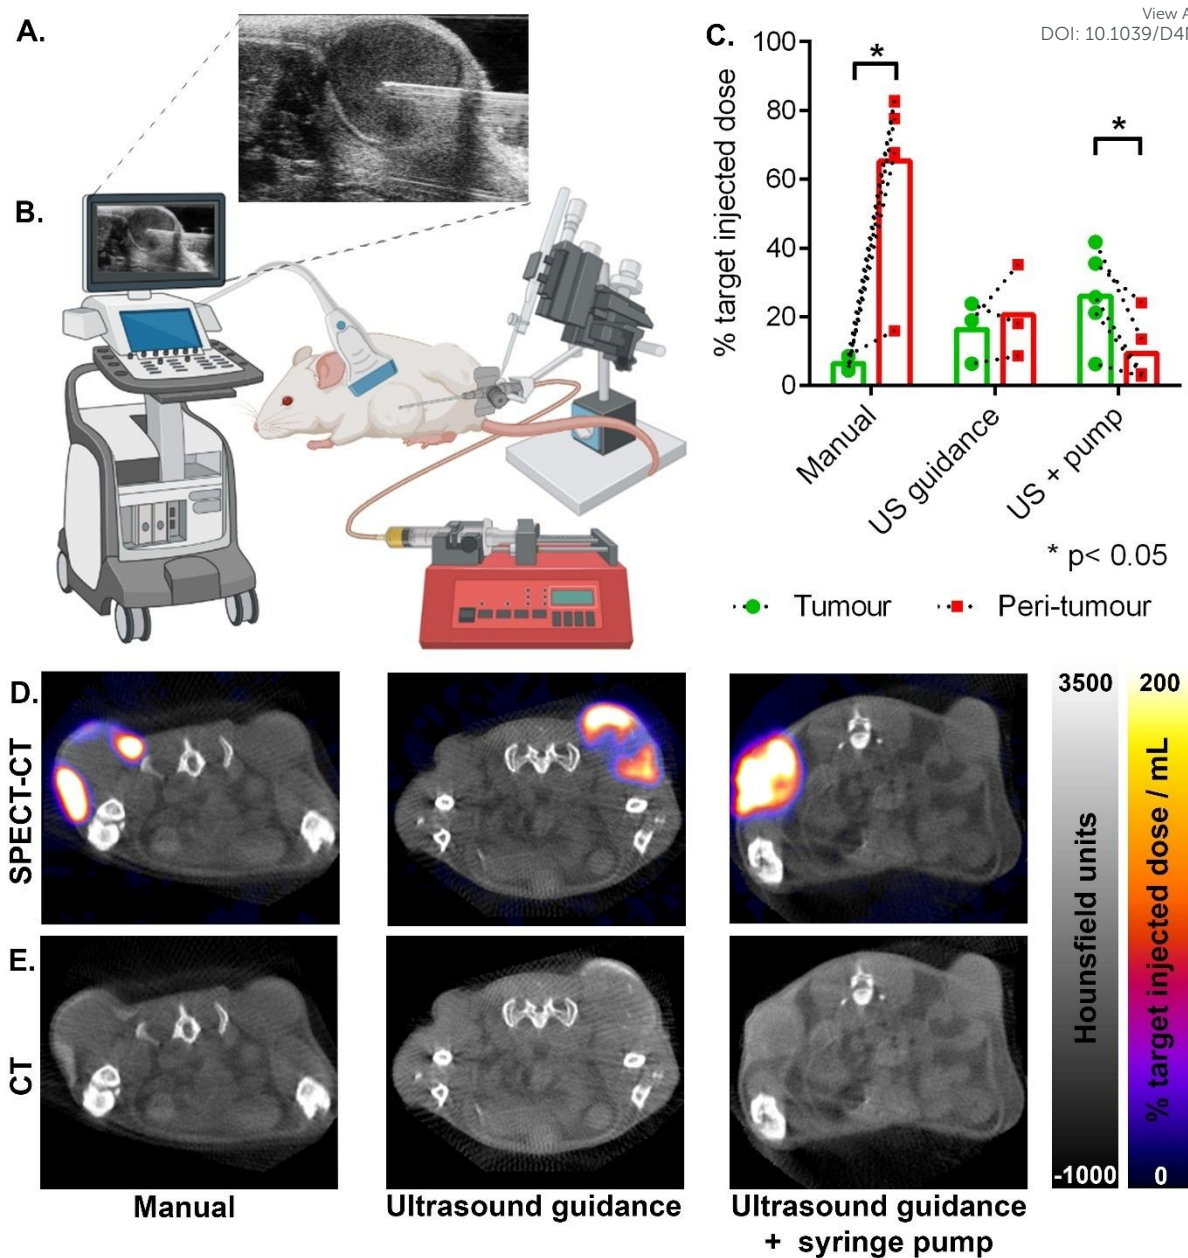 View A
DOI: 10.1039/D4
A.
B.
C.
% target injected dose
100
80
60
40
20
0
*
*
Manual
US guidance
US + pump
* p< 0.05
Tumour
Peri-tumour
D.
SPECT-CT
E.
CT
3500
Hounsfield units
-1000
200
% target injected dose / mL
0
Manual
Ultrasound guidance
Ultrasound guidance
+ syringe pump